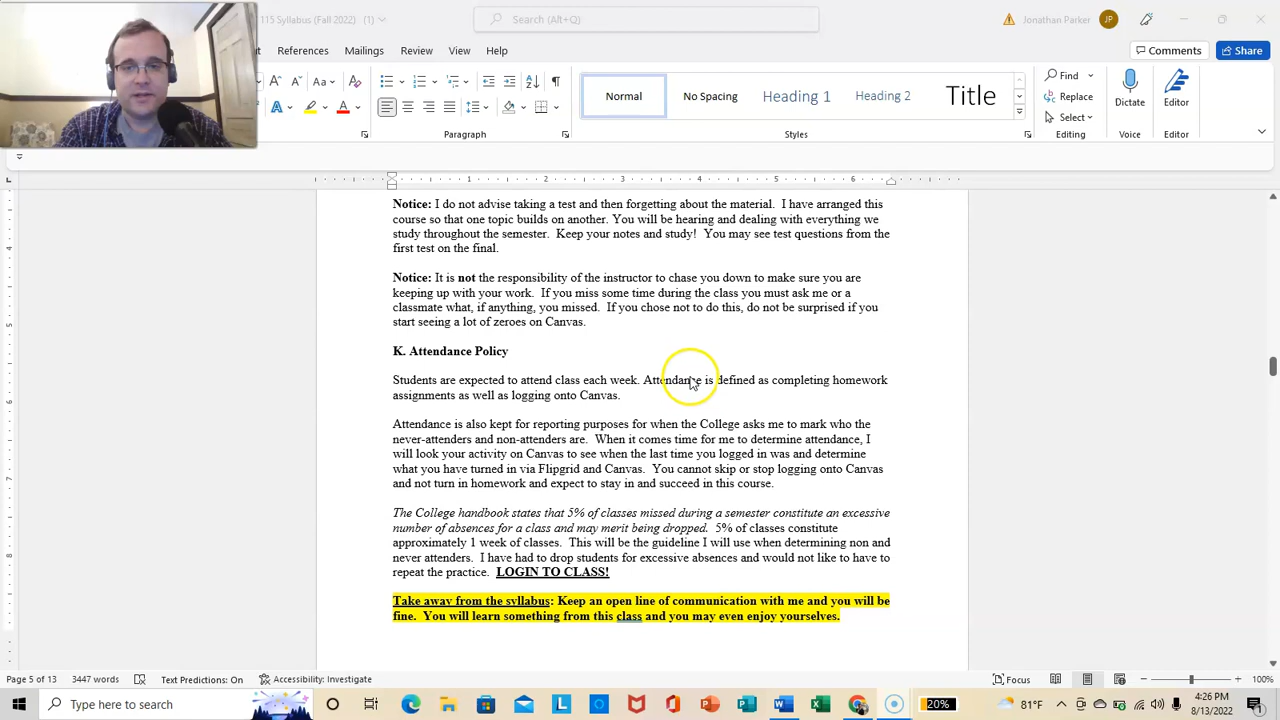 115 Syllabus (Fall 2022) (1)
Search (Alt+Q)
Jonathan Parker
JP
References
Mailings
Review
View
Help
Comments
Share
Aa
Normal
No Spacing
Heading 1
Heading 2
Title
Find
Replace
Select
Dictate
Editor
Paragraph
Styles
Editing
Voice
Editor
1 2 3 4 5 6
Notice: I do not advise taking a test and then forgetting about the material. I have arranged this
course so that one topic builds on another. You will be hearing and dealing with everything we
study throughout the semester. Keep your notes and study! You may see test questions from the
first test on the final.
Notice: It is not the responsibility of the instructor to chase you down to make sure you are
keeping up with your work. If you miss some time during the class you must ask me or a
classmate what, if anything, you missed. If you chose not to do this, do not be surprised if you
start seeing a lot of zeroes on Canvas.
K. Attendance Policy
Students are expected to attend class each week. Attendance is defined as completing homework
assignments as well as logging onto Canvas.
Attendance is also kept for reporting purposes for when the College asks me to mark who the
never-attenders and non-attenders are. When it comes time for me to determine attendance, I
will look your activity on Canvas to see when the last time you logged in was and determine
what you have turned in via Flipgrid and Canvas. You cannot skip or stop logging onto Canvas
and not turn in homework and expect to stay in and succeed in this course.
The College handbook states that 5% of classes missed during a semester constitute an excessive
number of absences for a class and may merit being dropped. 5% of classes constitute
approximately 1 week of classes. This will be the guideline I will use when determining non and
never attenders. I have had to drop students for excessive absences and would not like to have to
repeat the practice. LOGIN TO CLASS!
Take away from the syllabus: Keep an open line of communication with me and you will be
fine. You will learn something from this class and you may even enjoy yourselves.
Page 5 of 13
3447 words
Text Predictions: On
Accessibility: Investigate
Focus
100%
Type here to search
20%
81°F
4:26 PM
8/13/2022